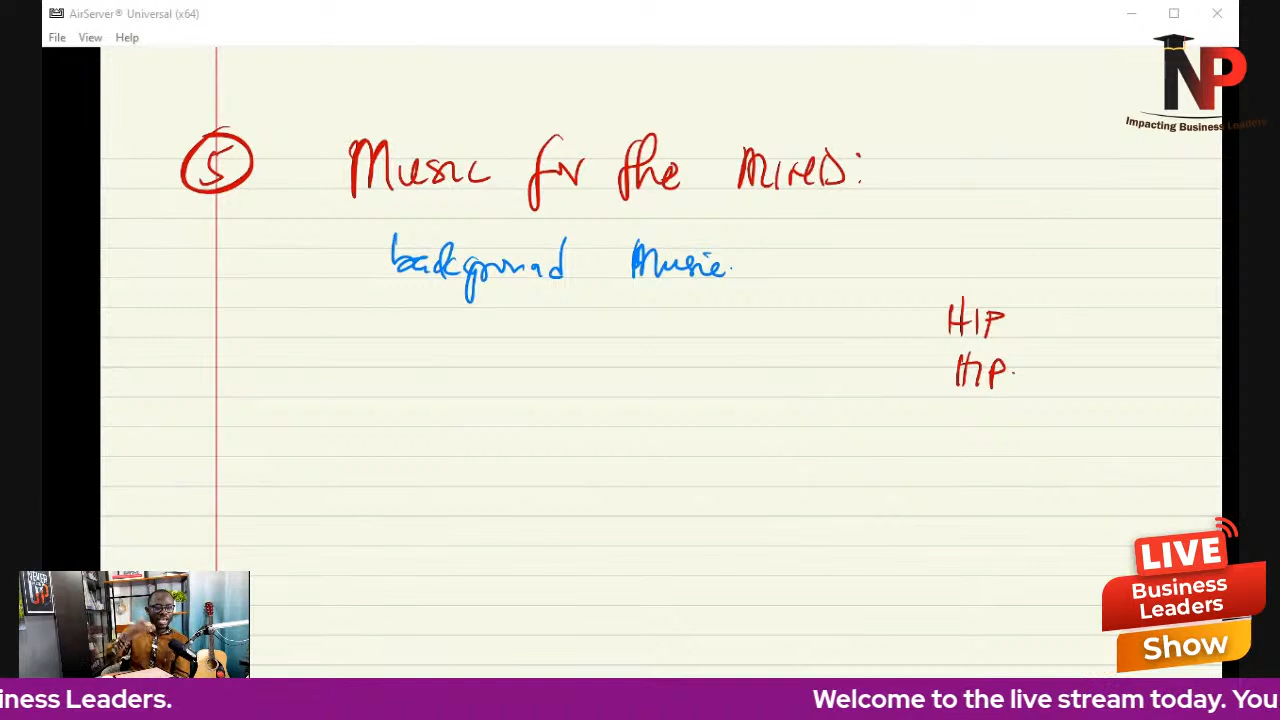 AirServer® Universal (x64)
File View Help
NP
Impacting Business Leaders
5 Music for the MIND:
background Music.
HIP
HIP.
LIVE
Business
Leaders
Show
iness Leaders.
Welcome to the live stream today. You